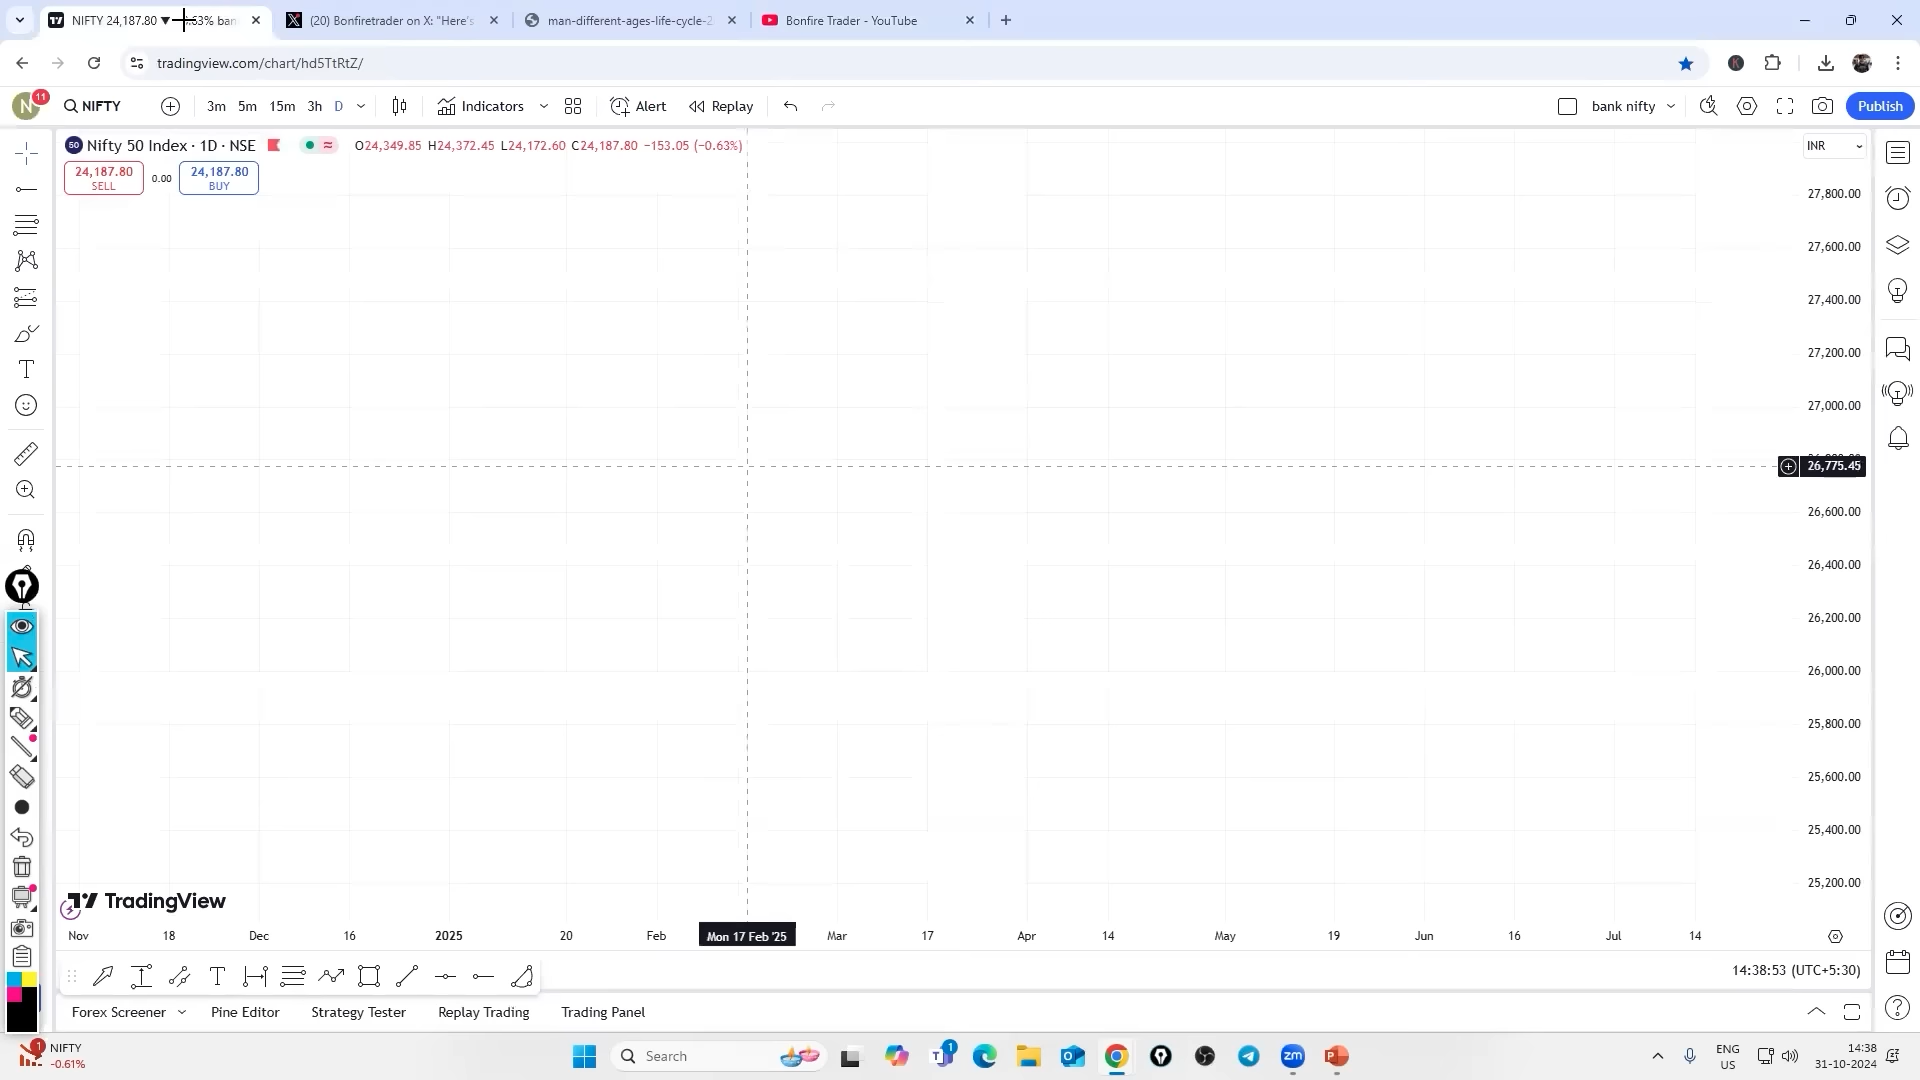 NIFTY 24,187.80 ▼ .63% ban
(20) Bonfiretrader on X: "Here's
man-different-ages-life-cycle-2
Bonfire Trader - YouTube
tradingview.com/chart/hd5TtRtZ/
N 11
NIFTY
3m 5m 15m 3h D
Indicators
Alert
Replay
bank nifty
Publish
50 Nifty 50 Index · 1D · NSE
O24,349.85 H24,372.45 L24,172.60 C24,187.80 −153.05 (−0.63%)
INR
24,187.80
SELL
0.00
24,187.80
BUY
27,800.00
27,600.00
27,400.00
27,200.00
27,000.00
26,775.45
26,600.00
26,400.00
26,200.00
26,000.00
25,800.00
25,600.00
25,400.00
25,200.00
TradingView
Nov 18 Dec 16 2025 20 Feb Mon 17 Feb '25 Mar 17 Apr 14 May 19 Jun 16 Jul 14
14:38:53 (UTC+5:30)
Forex Screener Pine Editor Strategy Tester Replay Trading Trading Panel
1 NIFTY
-0.61%
Search
1
zm
ENG
US
14:38
31-10-2024